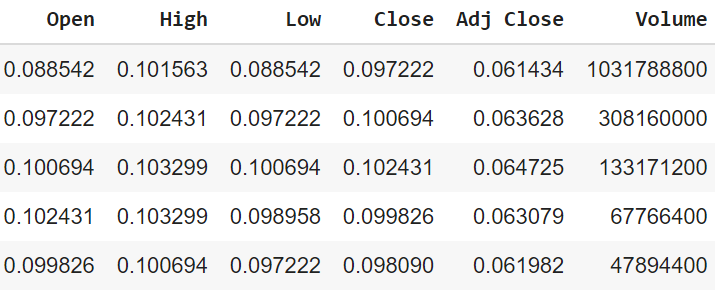 Open High Low Close Adj Close Volume
0.088542 0.101563 0.088542 0.097222 0.061434 1031788800
0.097222 0.102431 0.097222 0.100694 0.063628 308160000
0.100694 0.103299 0.100694 0.102431 0.064725 133171200
0.102431 0.103299 0.098958 0.099826 0.063079 67766400
0.099826 0.100694 0.097222 0.098090 0.061982 47894400